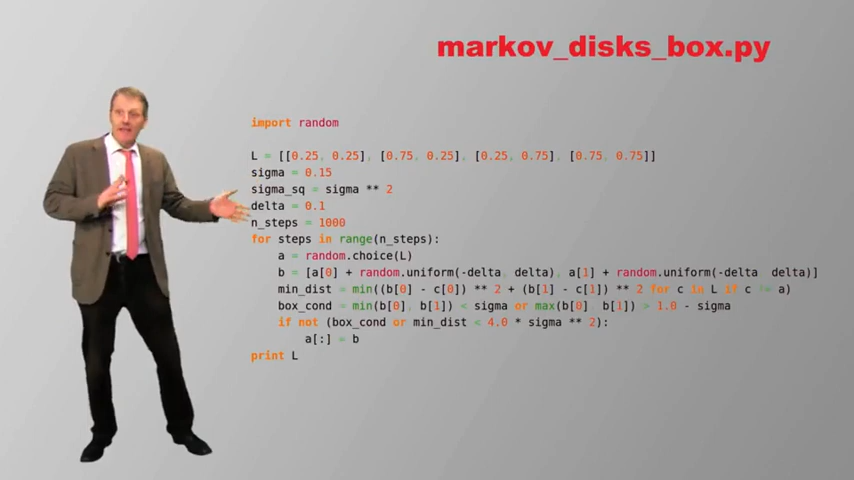 markov_disks_box.py
import random
L = [[0.25, 0.25], [0.75, 0.25], [0.25, 0.75], [0.75, 0.75]]
sigma = 0.15
sigma_sq = sigma ** 2
delta = 0.1
n_steps = 1000
for steps in range(n_steps):
    a = random.choice(L)
    b = [a[0] + random.uniform(-delta, delta), a[1] + random.uniform(-delta, delta)]
    min_dist = min((b[0] - c[0]) ** 2 + (b[1] - c[1]) ** 2 for c in L if c != a)
    box_cond = min(b[0], b[1]) < sigma or max(b[0], b[1]) > 1.0 - sigma
    if not (box_cond or min_dist < 4.0 * sigma ** 2):
        a[:] = b
print L